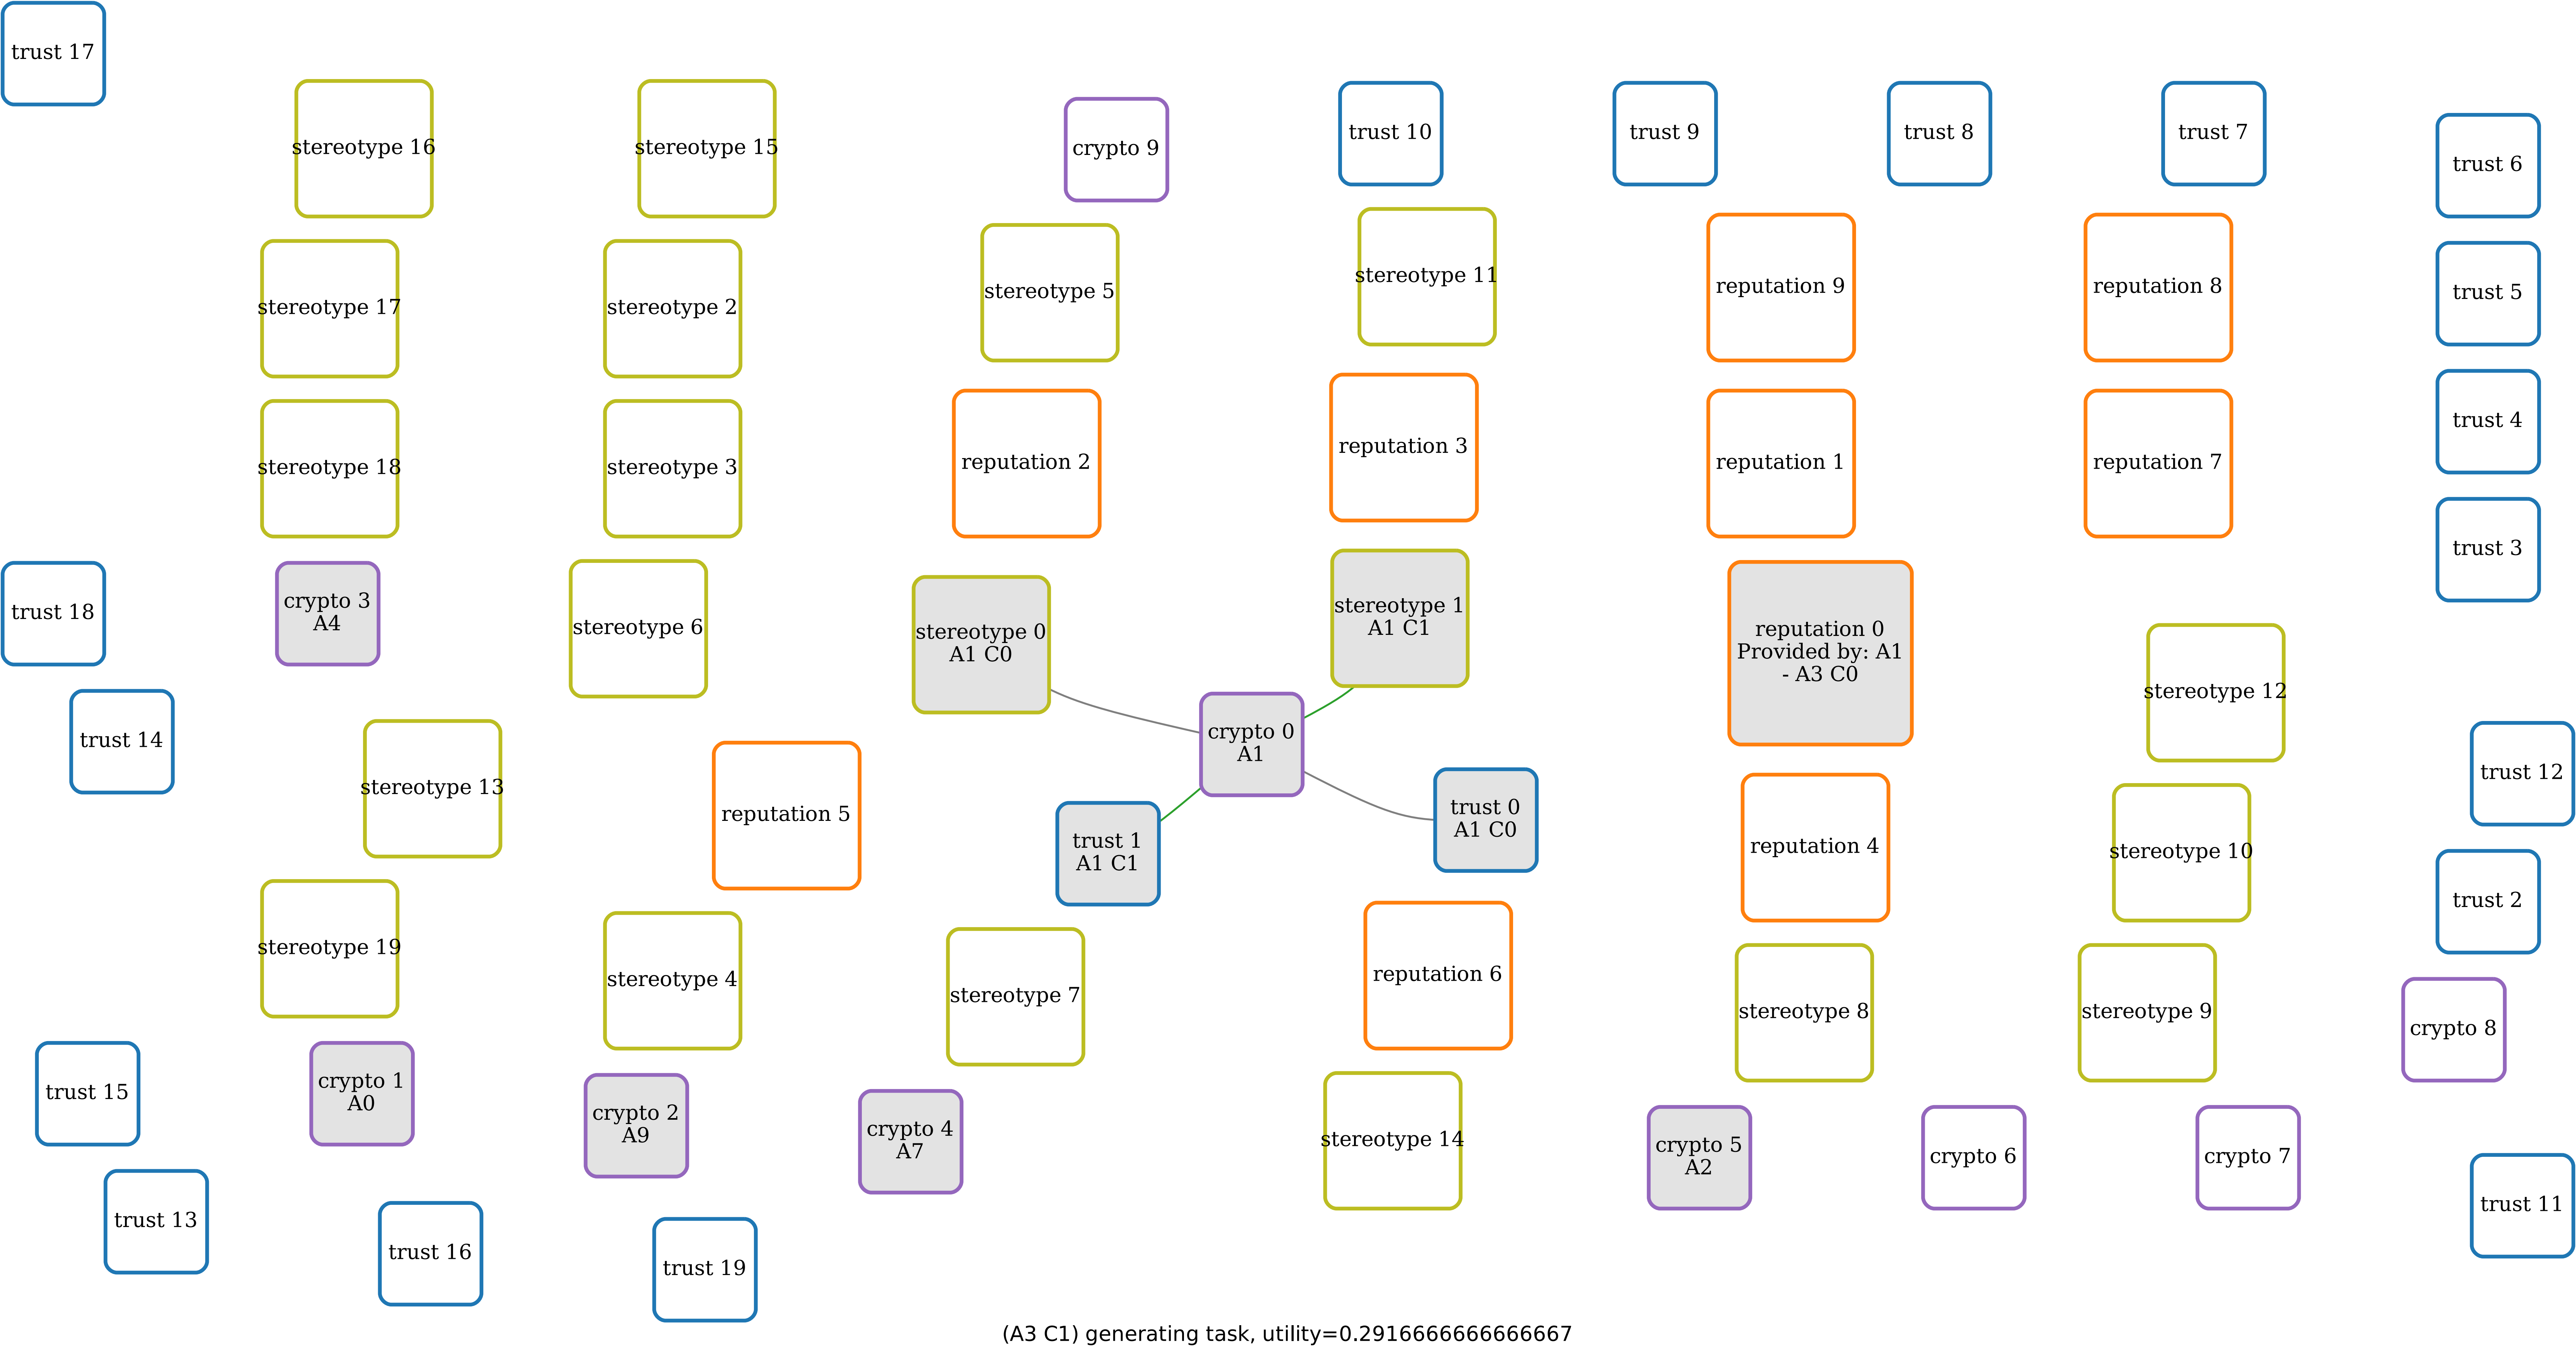 trust 17
stereotype 16
stereotype 15
crypto 9
trust 10
trust 9
trust 8
trust 7
trust 6
stereotype 17
stereotype 2
stereotype 5
stereotype 11
reputation 9
reputation 8
trust 5
stereotype 18
stereotype 3
reputation 2
reputation 3
reputation 1
reputation 7
trust 4
trust 3
trust 18
crypto 3
A4
stereotype 6
stereotype 0
A1 C0
stereotype 1
A1 C1
reputation 0
Provided by: A1
- A3 C0
stereotype 12
trust 14
stereotype 13
reputation 5
crypto 0
A1
trust 1
A1 C1
trust 0
A1 C0
reputation 4
stereotype 10
trust 12
trust 2
stereotype 19
stereotype 4
stereotype 7
reputation 6
stereotype 8
stereotype 9
crypto 8
trust 15
crypto 1
A0
crypto 2
A9
crypto 4
A7
stereotype 14
crypto 5
A2
crypto 6
crypto 7
trust 11
trust 13
trust 16
trust 19
(A3 C1) generating task, utility=0.2916666666666667